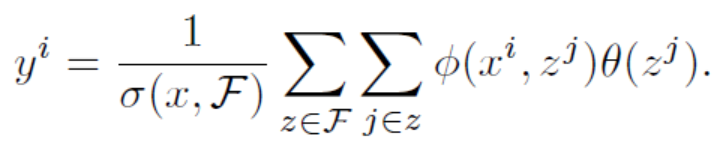 y^i = \frac{1}{\sigma(x, \mathcal{F})} \sum_{z \in \mathcal{F}} \sum_{j \in z} \phi(x^i, z^j)\theta(z^j).